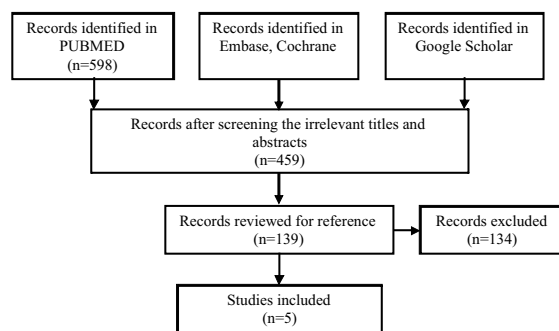 Records identified in
PUBMED
(n=598)
Records identified in
Embase, Cochrane
Records identified in
Google Scholar
Records after screening the irrelevant titles and
abstracts
(n=459)
Records reviewed for reference
(n=139)
Records excluded
(n=134)
Studies included
(n=5)